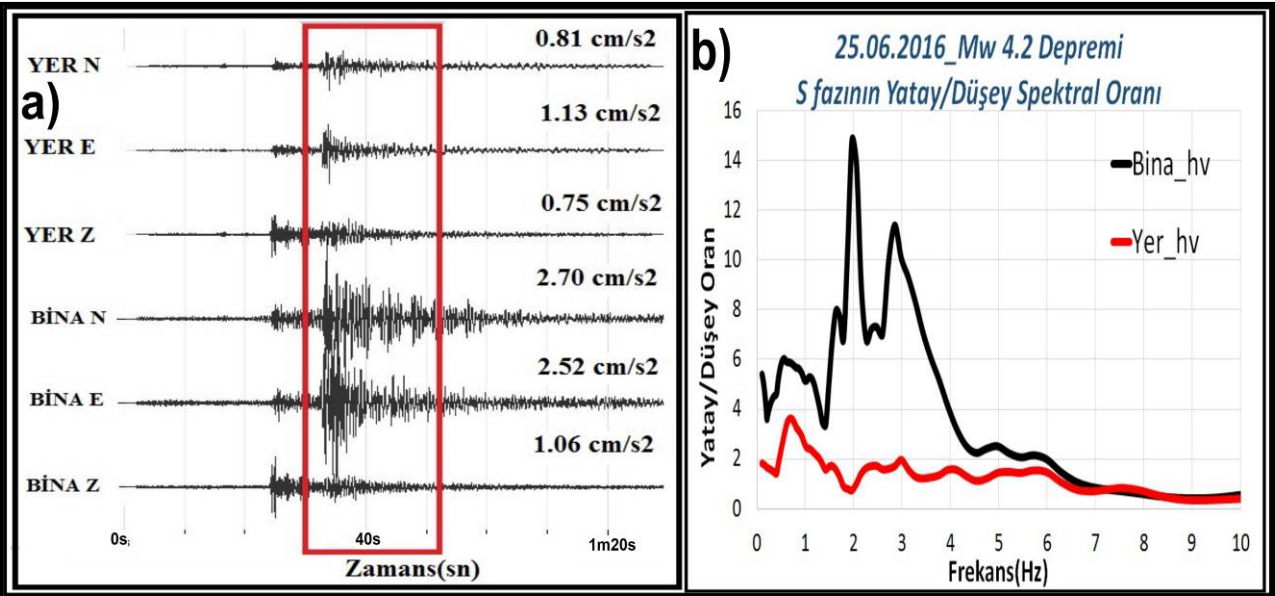 a)
YER N
0.81 cm/s2
YER E
1.13 cm/s2
YER Z
0.75 cm/s2
BİNA N
2.70 cm/s2
BİNA E
2.52 cm/s2
BİNA Z
1.06 cm/s2
0s;
40s
1m20s
Zamans(sn)
b)
25.06.2016_Mw 4.2 Depremi
S fazının Yatay/Düşey Spektral Oranı
Yatay/Düşey Oran
16
14
12
10
8
6
4
2
0
Bina_hv
Yer_hv
0 1 2 3 4 5 6 7 8 9 10
Frekans(Hz)